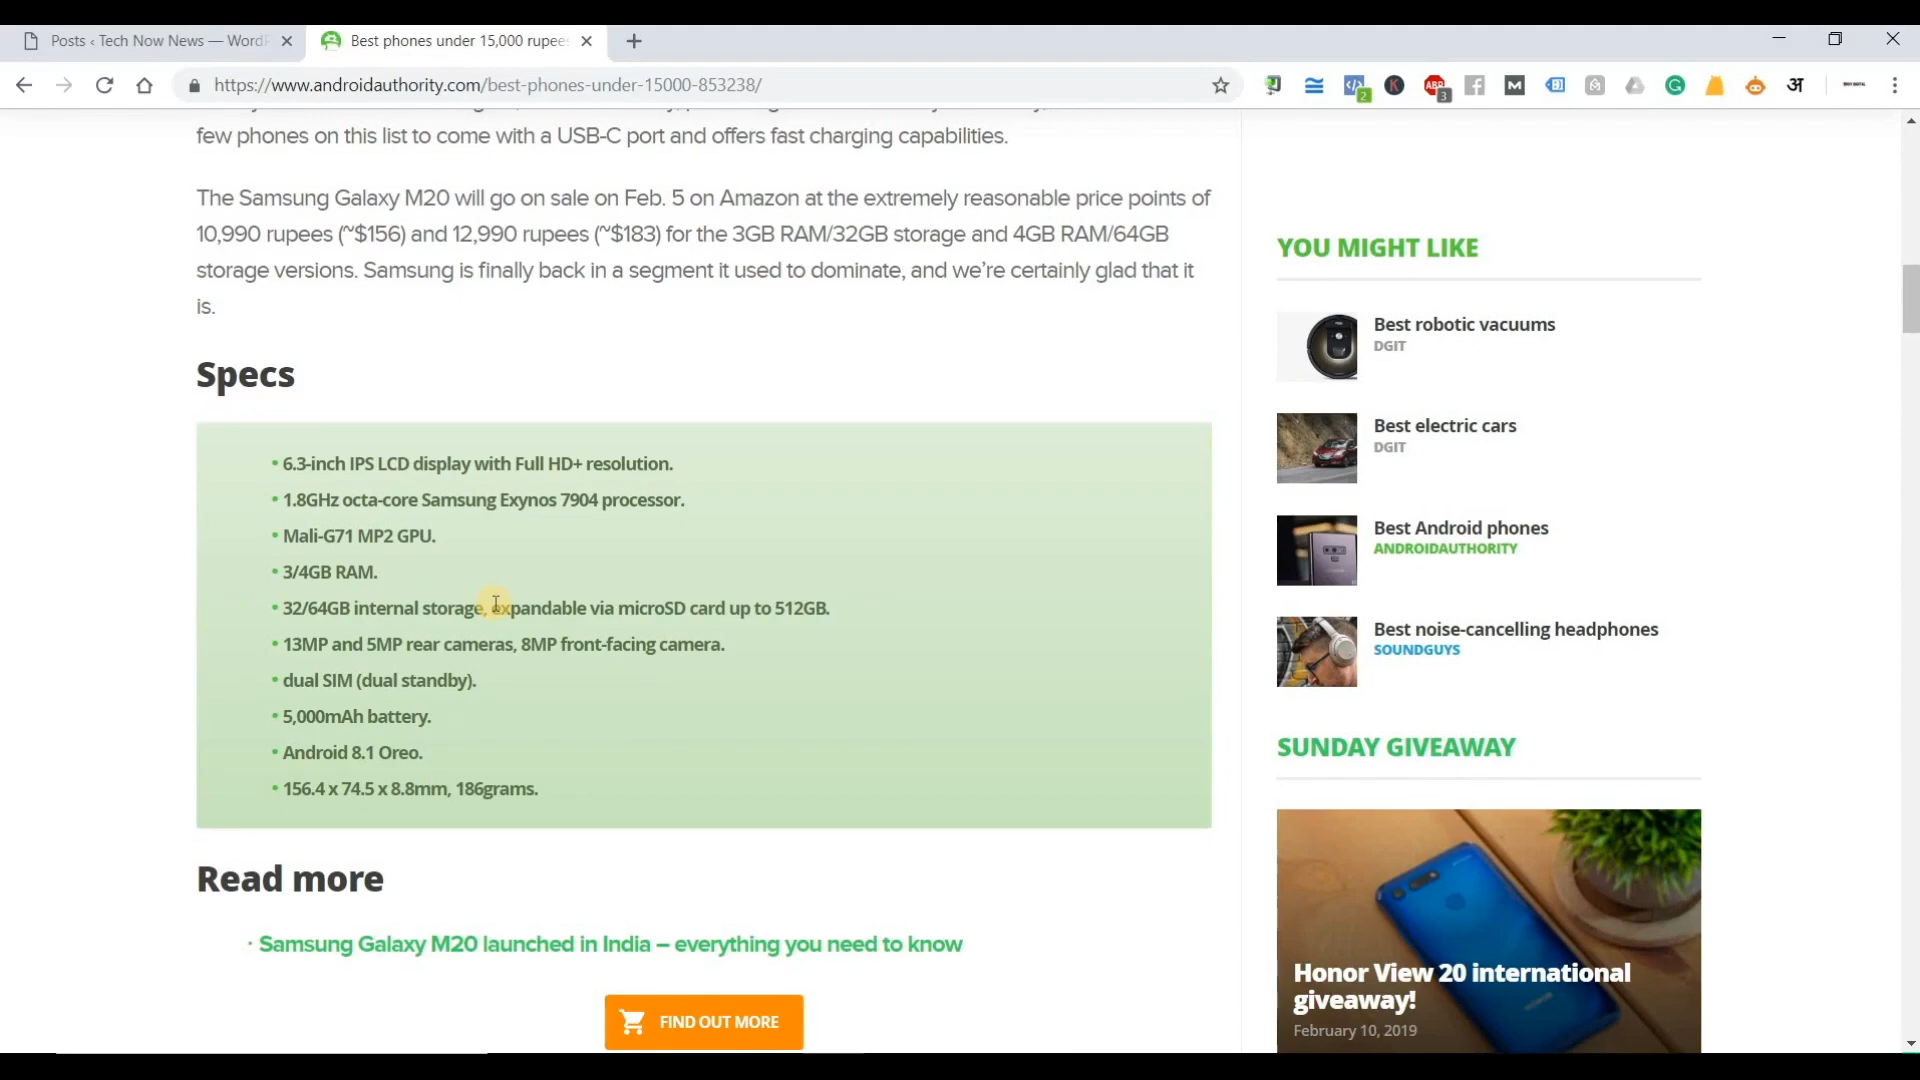 Posts ‹ Tech Now News — WordP
Best phones under 15,000 rupees
https://www.androidauthority.com/best-phones-under-15000-853238/
2
K
ABP
3
M
अ
few phones on this list to come with a USB-C port and offers fast charging capabilities.
The Samsung Galaxy M20 will go on sale on Feb. 5 on Amazon at the extremely reasonable price points of
10,990 rupees (~$156) and 12,990 rupees (~$183) for the 3GB RAM/32GB storage and 4GB RAM/64GB
storage versions. Samsung is finally back in a segment it used to dominate, and we're certainly glad that it
is.
Specs
• 6.3-inch IPS LCD display with Full HD+ resolution.
• 1.8GHz octa-core Samsung Exynos 7904 processor.
• Mali-G71 MP2 GPU.
• 3/4GB RAM.
• 32/64GB internal storage, expandable via microSD card up to 512GB.
• 13MP and 5MP rear cameras, 8MP front-facing camera.
• dual SIM (dual standby).
• 5,000mAh battery.
• Android 8.1 Oreo.
• 156.4 x 74.5 x 8.8mm, 186grams.
Read more
· Samsung Galaxy M20 launched in India – everything you need to know
FIND OUT MORE
YOU MIGHT LIKE
Best robotic vacuums
DGIT
Best electric cars
DGIT
Best Android phones
ANDROIDAUTHORITY
Best noise-cancelling headphones
SOUNDGUYS
SUNDAY GIVEAWAY
Honor View 20 international
giveaway!
February 10, 2019